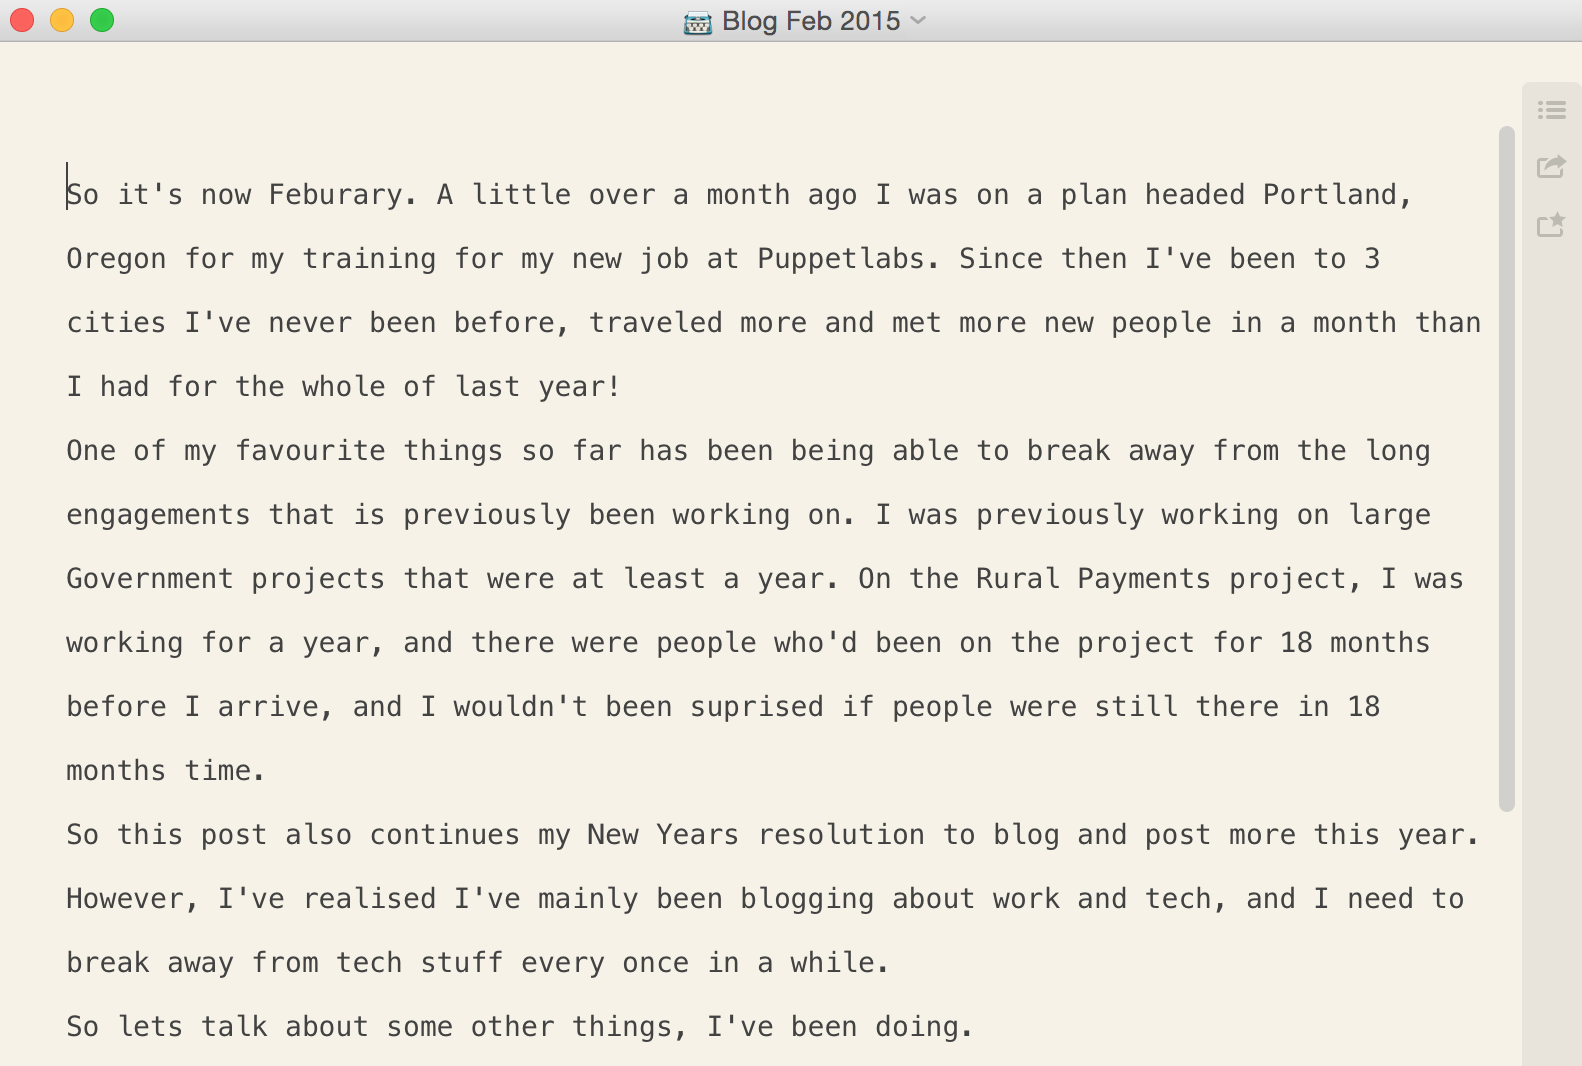 Blog Feb 2015
So it's now Feburary. A little over a month ago I was on a plan headed Portland,
Oregon for my training for my new job at Puppetlabs. Since then I've been to 3
cities I've never been before, traveled more and met more new people in a month than
I had for the whole of last year!
One of my favourite things so far has been being able to break away from the long
engagements that is previously been working on. I was previously working on large
Government projects that were at least a year. On the Rural Payments project, I was
working for a year, and there were people who'd been on the project for 18 months
before I arrive, and I wouldn't been suprised if people were still there in 18
months time.
So this post also continues my New Years resolution to blog and post more this year.
However, I've realised I've mainly been blogging about work and tech, and I need to
break away from tech stuff every once in a while.
So lets talk about some other things, I've been doing.